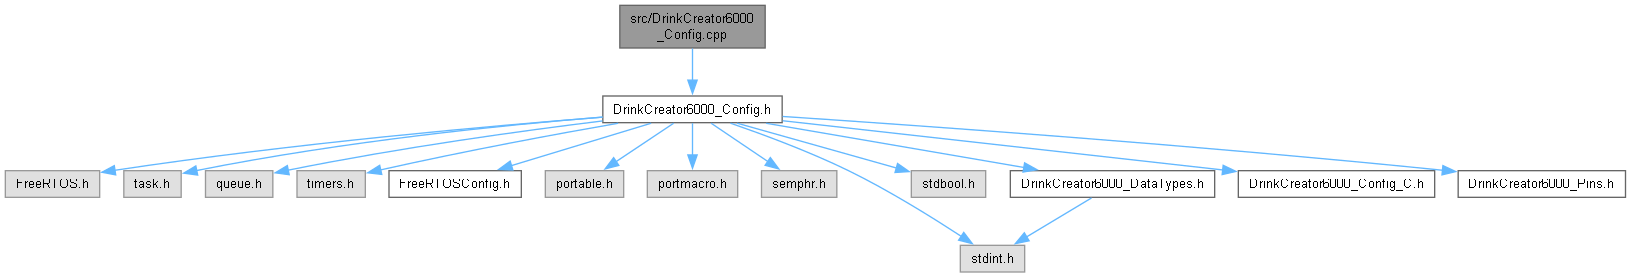 src/DrinkCreator6000
_Config.cpp
DrinkCreator6000_Config.h
FreeRTOS.h
task.h
queue.h
timers.h
FreeRTOSConfig.h
portable.h
portmacro.h
semphr.h
stdbool.h
DrinkCreator6000_DataTypes.h
DrinkCreator6000_Config_C.h
DrinkCreator6000_Pins.h
stdint.h